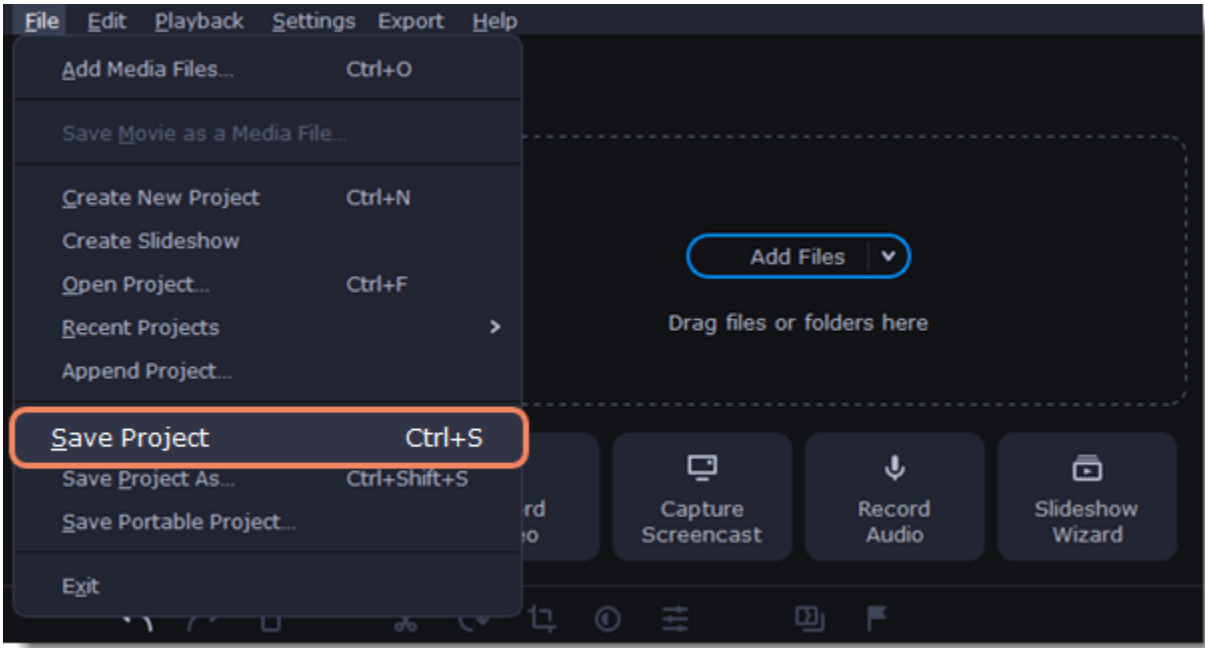 File Edit Playback Settings Export Help
Add Media Files... Ctrl+O
Save Movie as a Media File...
Create New Project Ctrl+N
Create Slideshow
Open Project... Ctrl+F
Recent Projects
Append Project...
Save Project Ctrl+S
Save Project As... Ctrl+Shift+S
Save Portable Project...
Exit
Add Files
Drag files or folders here
Capture
Screencast
Record
Audio
Slideshow
Wizard